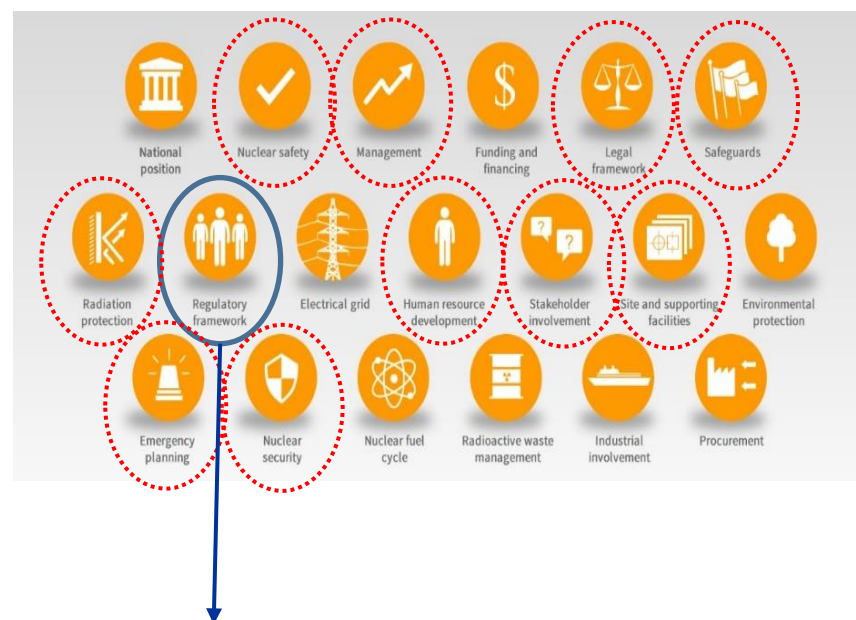 $
National position
Nuclear safety
Management
Funding and financing
Legal framework
Safeguards
? ?
Radiation protection
Regulatory framework
Electrical grid
Human resource development
Stakeholder involvement
Site and supporting facilities
Environmental protection
Emergency planning
Nuclear security
Nuclear fuel cycle
Radioactive waste management
Industrial involvement
Procurement